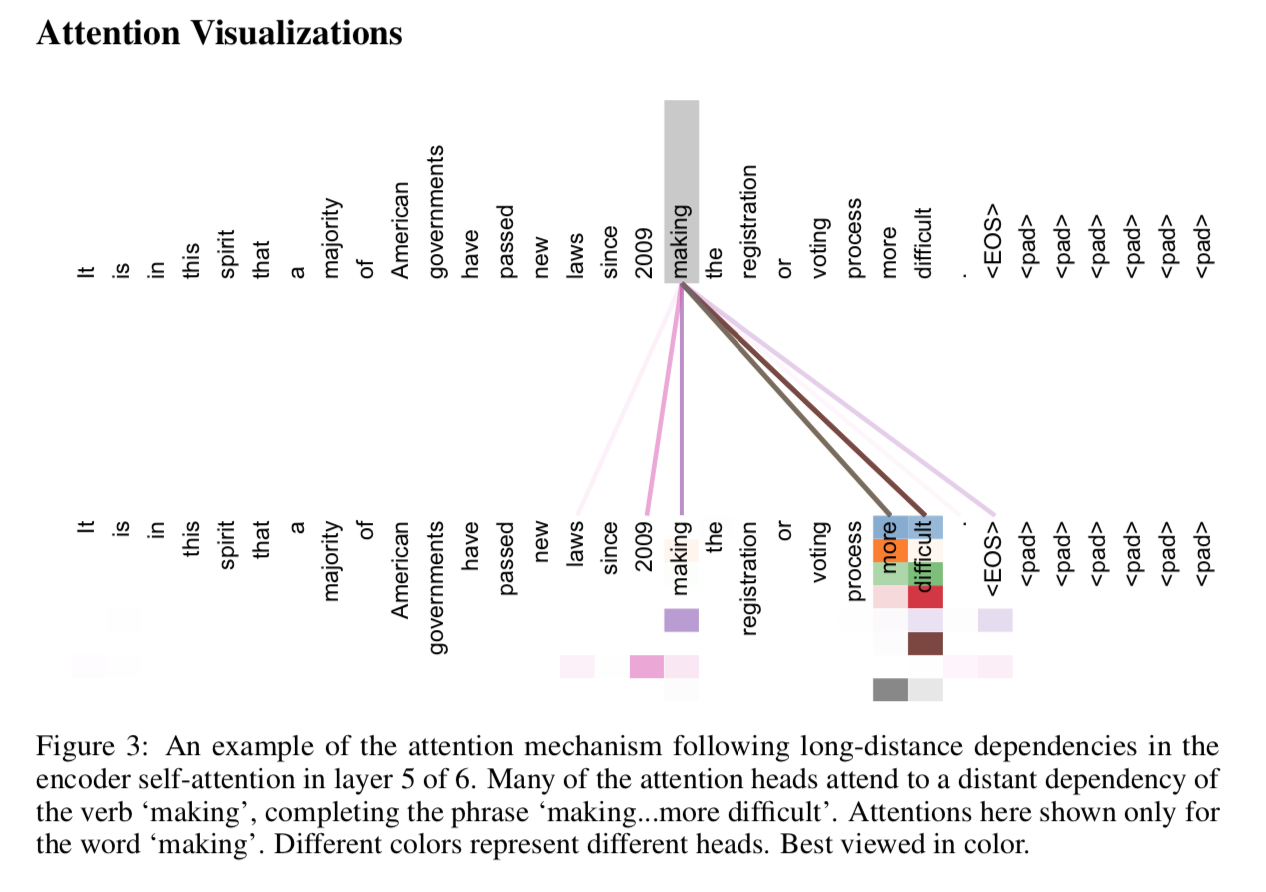 Attention Visualizations
It is in this spirit that a majority of American governments have passed new laws since 2009 making the registration or voting process more difficult . <EOS> <pad> <pad> <pad> <pad> <pad> <pad>
It is in this spirit that a majority of American governments have passed new laws since 2009 making the registration or voting process more difficult . <EOS> <pad> <pad> <pad> <pad> <pad> <pad>
Figure 3: An example of the attention mechanism following long-distance dependencies in the
encoder self-attention in layer 5 of 6. Many of the attention heads attend to a distant dependency of
the verb ‘making’, completing the phrase ‘making...more difficult’. Attentions here shown only for
the word ‘making’. Different colors represent different heads. Best viewed in color.